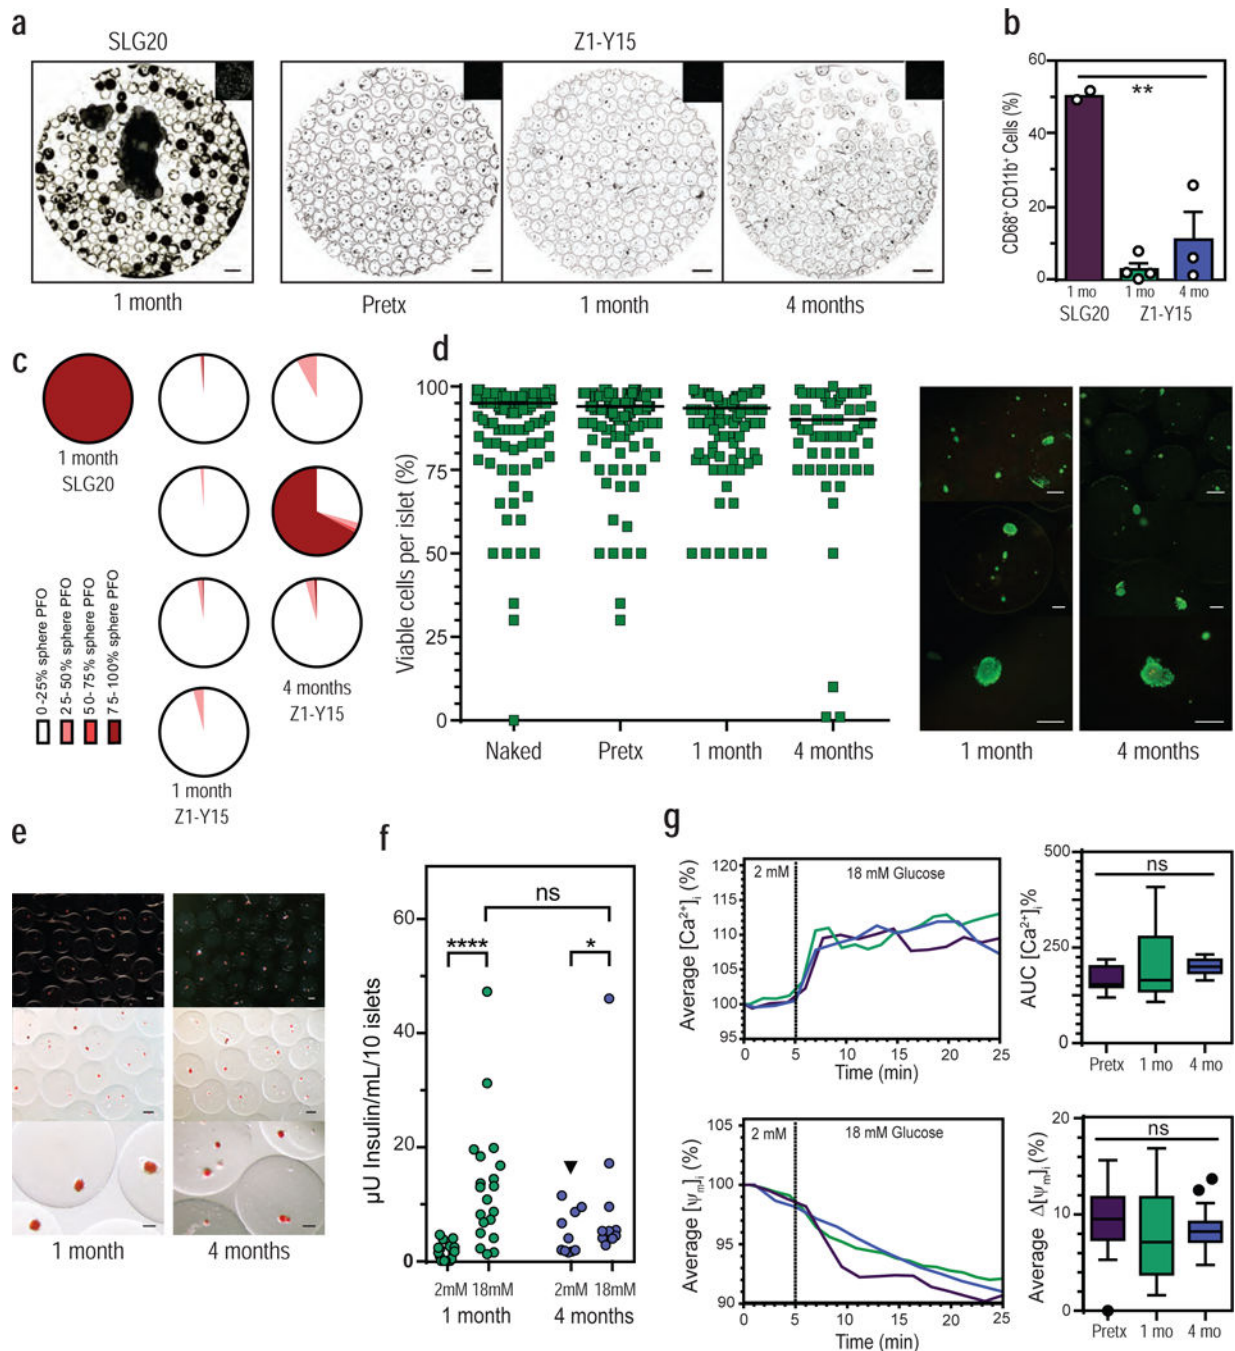 a
SLG20
Z1-Y15
1 month
Pretx
1 month
4 months
b
CD68⁺ CD11b⁺ Cells (%)
60
40
20
0
**
1 mo
1 mo
4 mo
SLG20
Z1-Y15
c
1 month
SLG20
4 months
Z1-Y15
1 month
Z1-Y15
0-25% sphere PFO
25-50% sphere PFO
50-75% sphere PFO
75-100% sphere PFO
d
Viable cells per islet (%)
100
75
50
25
0
Naked
Pretx
1 month
4 months
1 month
4 months
e
1 month
4 months
f
µU Insulin/mL/10 islets
60
40
20
0
ns
****
*
2mM
18mM
2mM
18mM
1 month
4 months
g
Average [Ca²⁺]ᵢ (%)
120
115
110
105
100
95
2 mM
18 mM Glucose
0
5
10
15
20
25
Time (min)
AUC [Ca²⁺]ᵢ%
500
250
0
ns
Pretx
1 mo
4 mo
Average [ψₘ]ᵢ (%)
100
95
90
2 mM
18 mM Glucose
0
5
10
15
20
25
Time (min)
Average Δ[ψₘ]ᵢ (%)
20
10
0
ns
Pretx
1 mo
4 mo